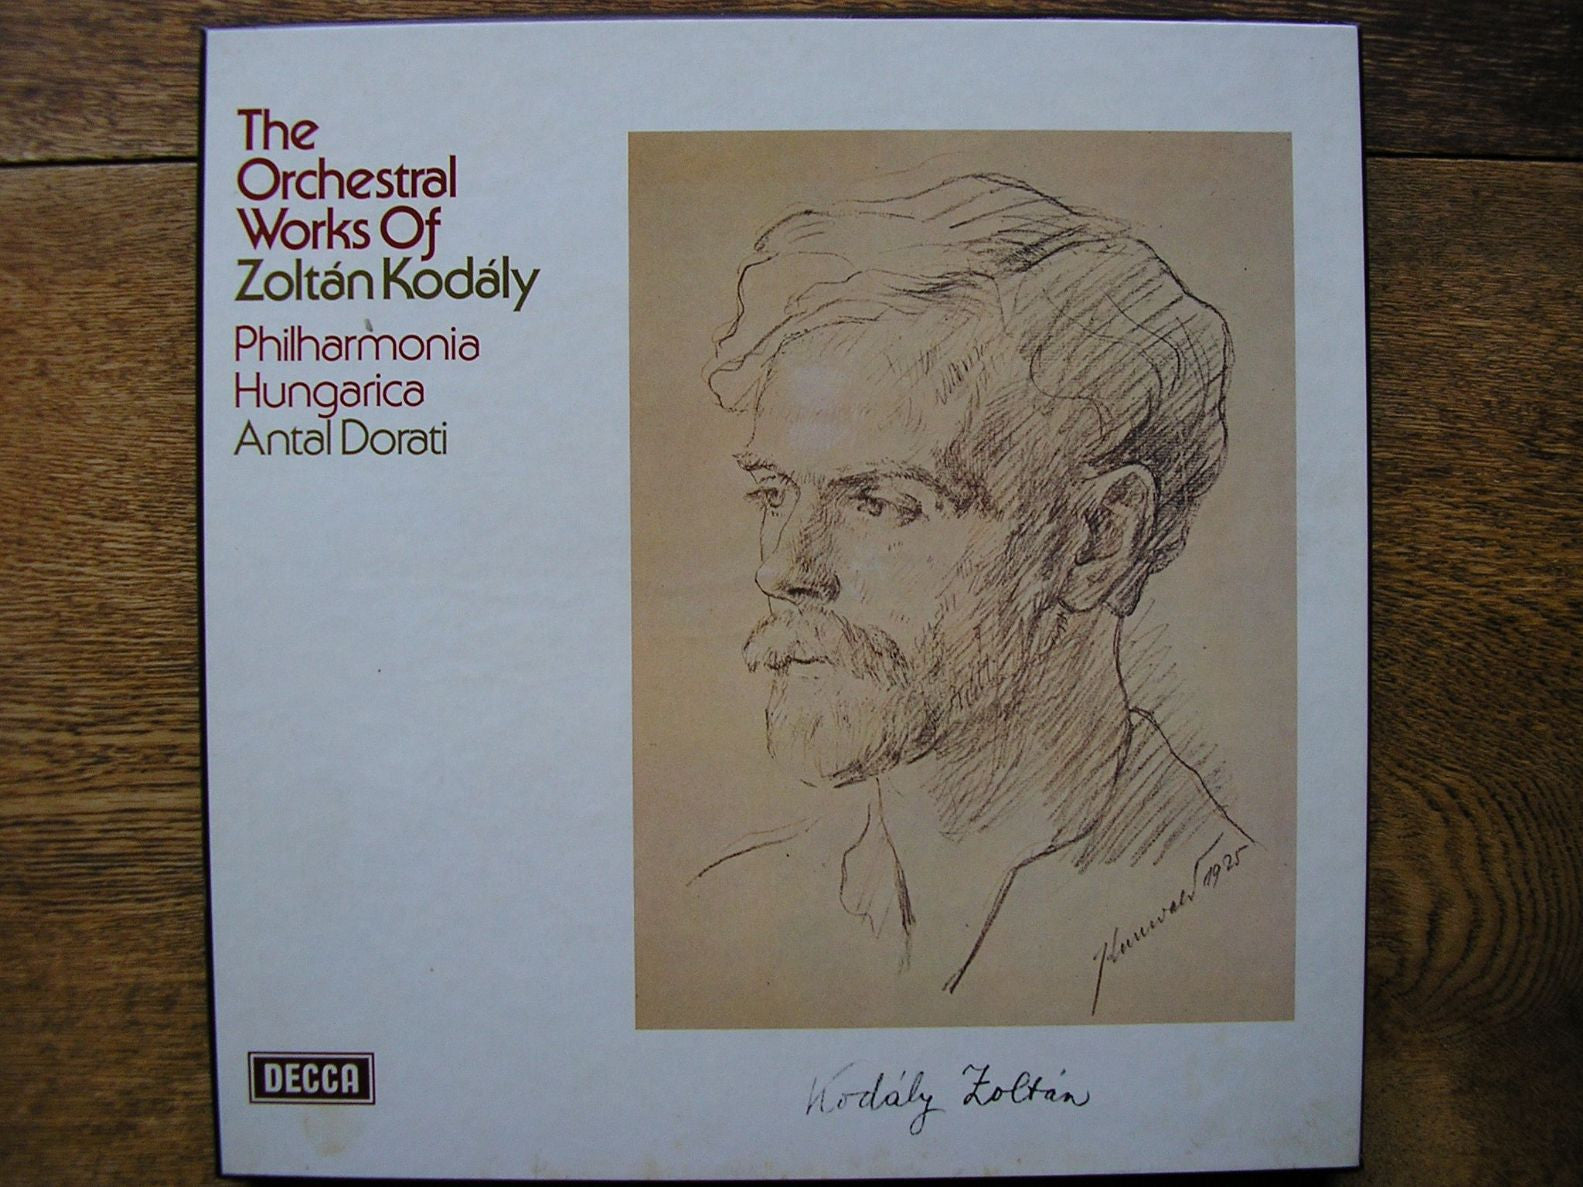 The
Orchestral
Works Of
Zoltán Kodály
Philharmonia
Hungarica
Antal Dorati
1925
DECCA
Kodály Zoltán